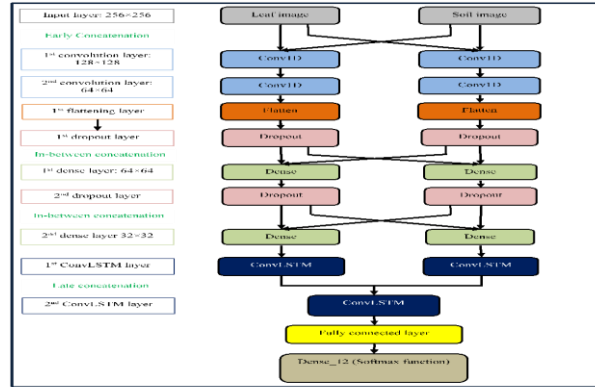 Input layer: 256×256
Leaf image
Soil image
Early Concatenation
1st convolution layer:
128×128
Conv1D
Conv1D
2nd convolution layer:
64×64
Conv1D
Conv1D
1st flattening layer
Flatten
Flatten
1st dropout layer
Dropout
Dropout
In-between concatenation
1st dense layer: 64×64
Dense
Dense
2nd dropout layer
Dropout
Dropout
In-between concatenation
2nd dense layer 32×32
Dense
Dense
1st ConvLSTM layer
ConvLSTM
ConvLSTM
Late concatenation
2nd ConvLSTM layer
ConvLSTM
Fully connected layer
Dense_12 (Softmax function)